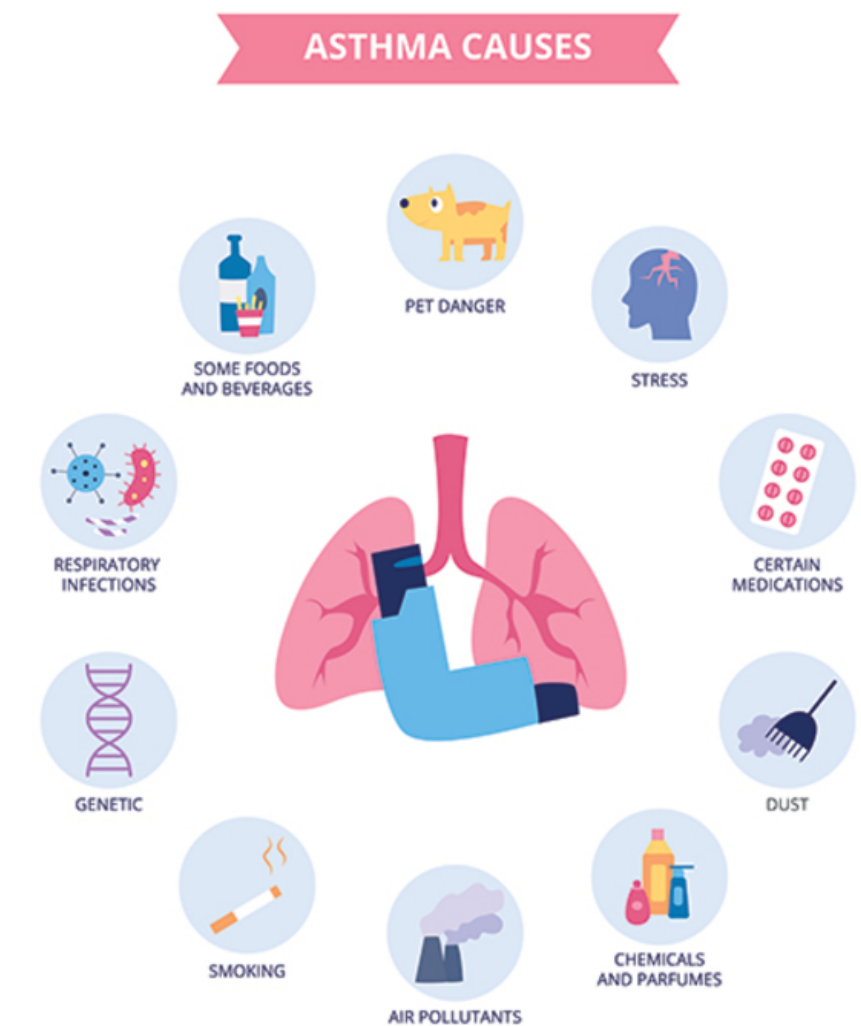 ASTHMA CAUSES
PET DANGER
STRESS
SOME FOODS
AND BEVERAGES
CERTAIN
MEDICATIONS
RESPIRATORY
INFECTIONS
DUST
GENETIC
CHEMICALS
AND PARFUMES
SMOKING
AIR POLLUTANTS